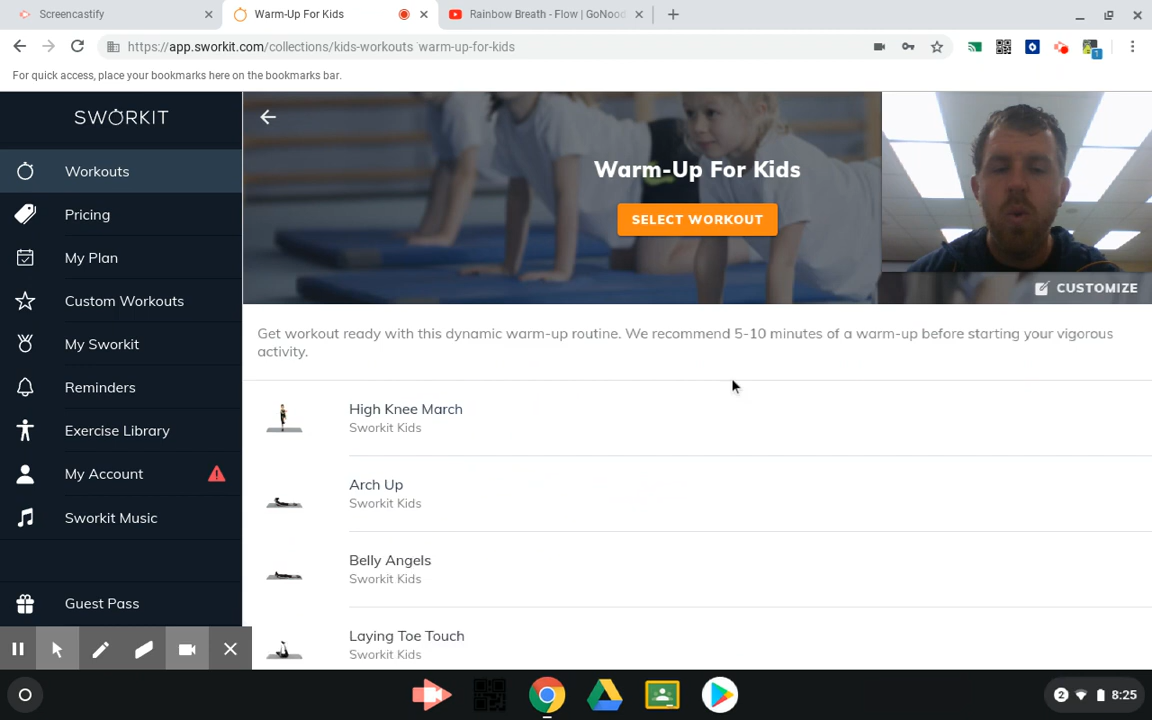 Screencastify
Warm-Up For Kids
Rainbow Breath - Flow | GoNood
https://app.sworkit.com/collections/kids-workouts warm-up-for-kids
For quick access, place your bookmarks here on the bookmarks bar.
SWORKIT
Workouts
Pricing
My Plan
Custom Workouts
My Sworkit
Reminders
Exercise Library
My Account
Sworkit Music
Guest Pass
Warm-Up For Kids
SELECT WORKOUT
CUSTOMIZE
Get workout ready with this dynamic warm-up routine. We recommend 5-10 minutes of a warm-up before starting your vigorous
activity.
High Knee March
Sworkit Kids
Arch Up
Sworkit Kids
Belly Angels
Sworkit Kids
Laying Toe Touch
Sworkit Kids
1
2
8:25